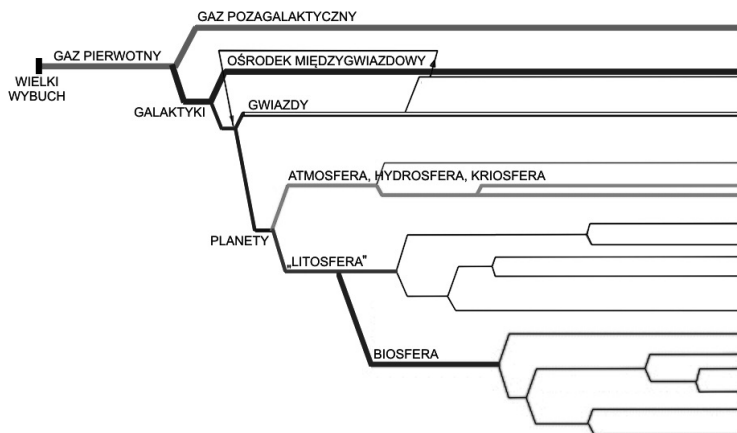 GAZ POZAGALAKTYCZNY
GAZ PIERWOTNY
OŚRODEK MIĘDZYGWIAZDOWY
WIELKI
WYBUCH
GALAKTYKI
GWIAZDY
ATMOSFERA, HYDROSFERA, KRIOSFERA
PLANETY
„LITOSFERA”
BIOSFERA